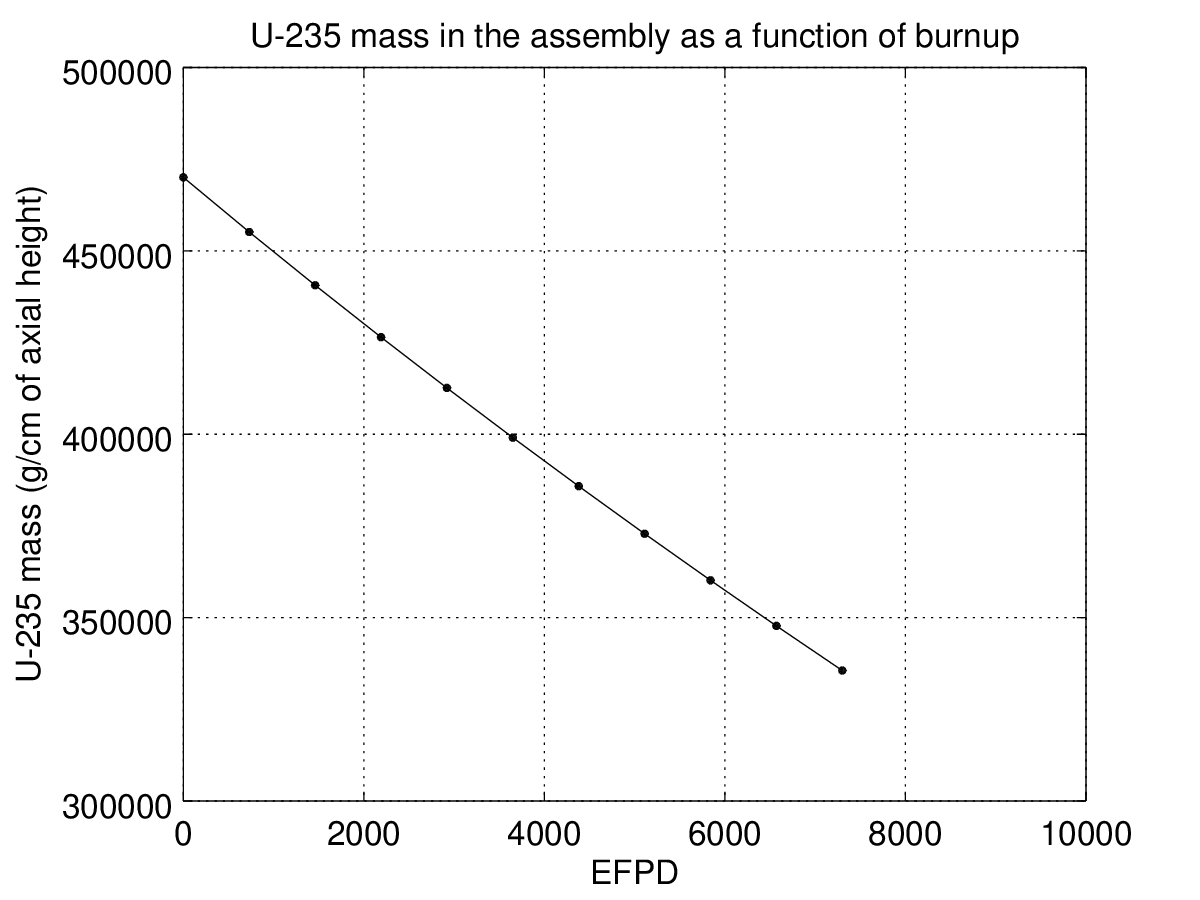 U-235 mass in the assembly as a function of burnup
500000
450000
400000
350000
300000
U-235 mass (g/cm of axial height)
0 2000 4000 6000 8000 10000
EFPD